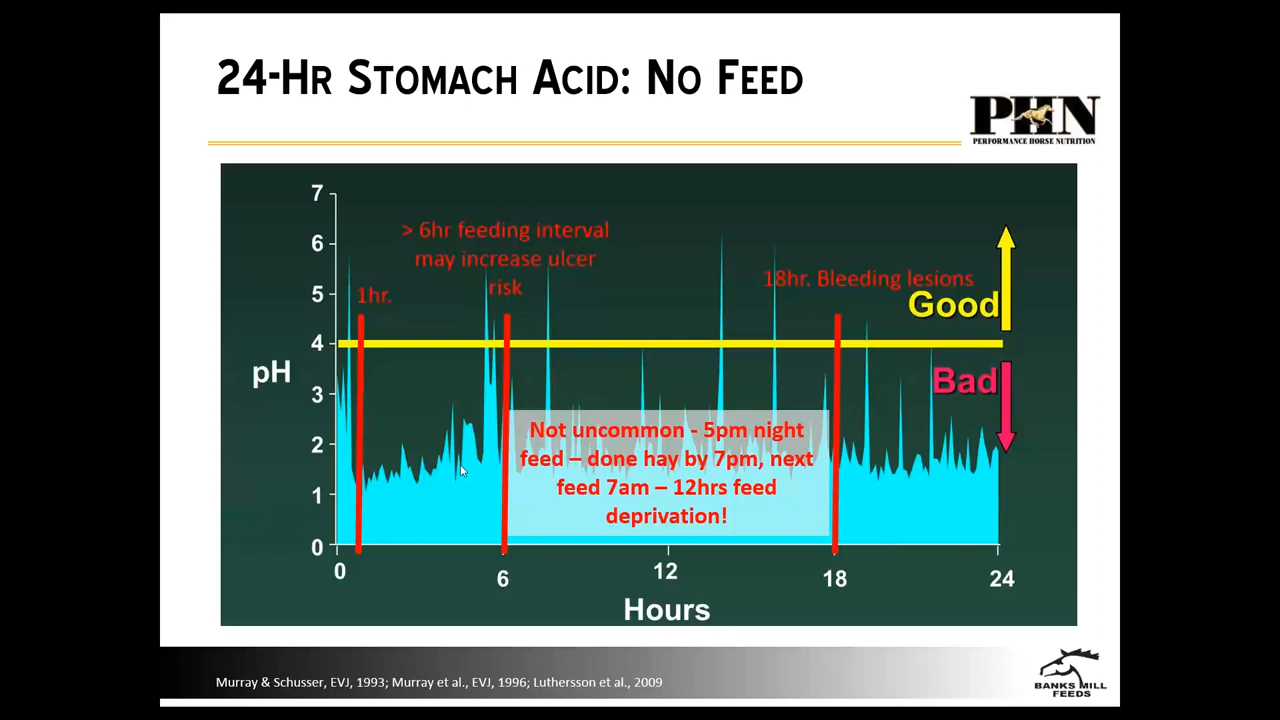 24-HR STOMACH ACID: NO FEED
PHN
PERFORMANCE HORSE NUTRITION
7
6
5
4
3
2
1
0
pH
> 6hr feeding interval
may increase ulcer
risk
1hr.
18hr. Bleeding lesions
Good
Bad
Not uncommon - 5pm night
feed – done hay by 7pm, next
feed 7am – 12hrs feed
deprivation!
0
6
12
18
24
Hours
Murray & Schusser, EVJ, 1993; Murray et al., EVJ, 1996; Luthersson et al., 2009
BANKS MILL
FEEDS